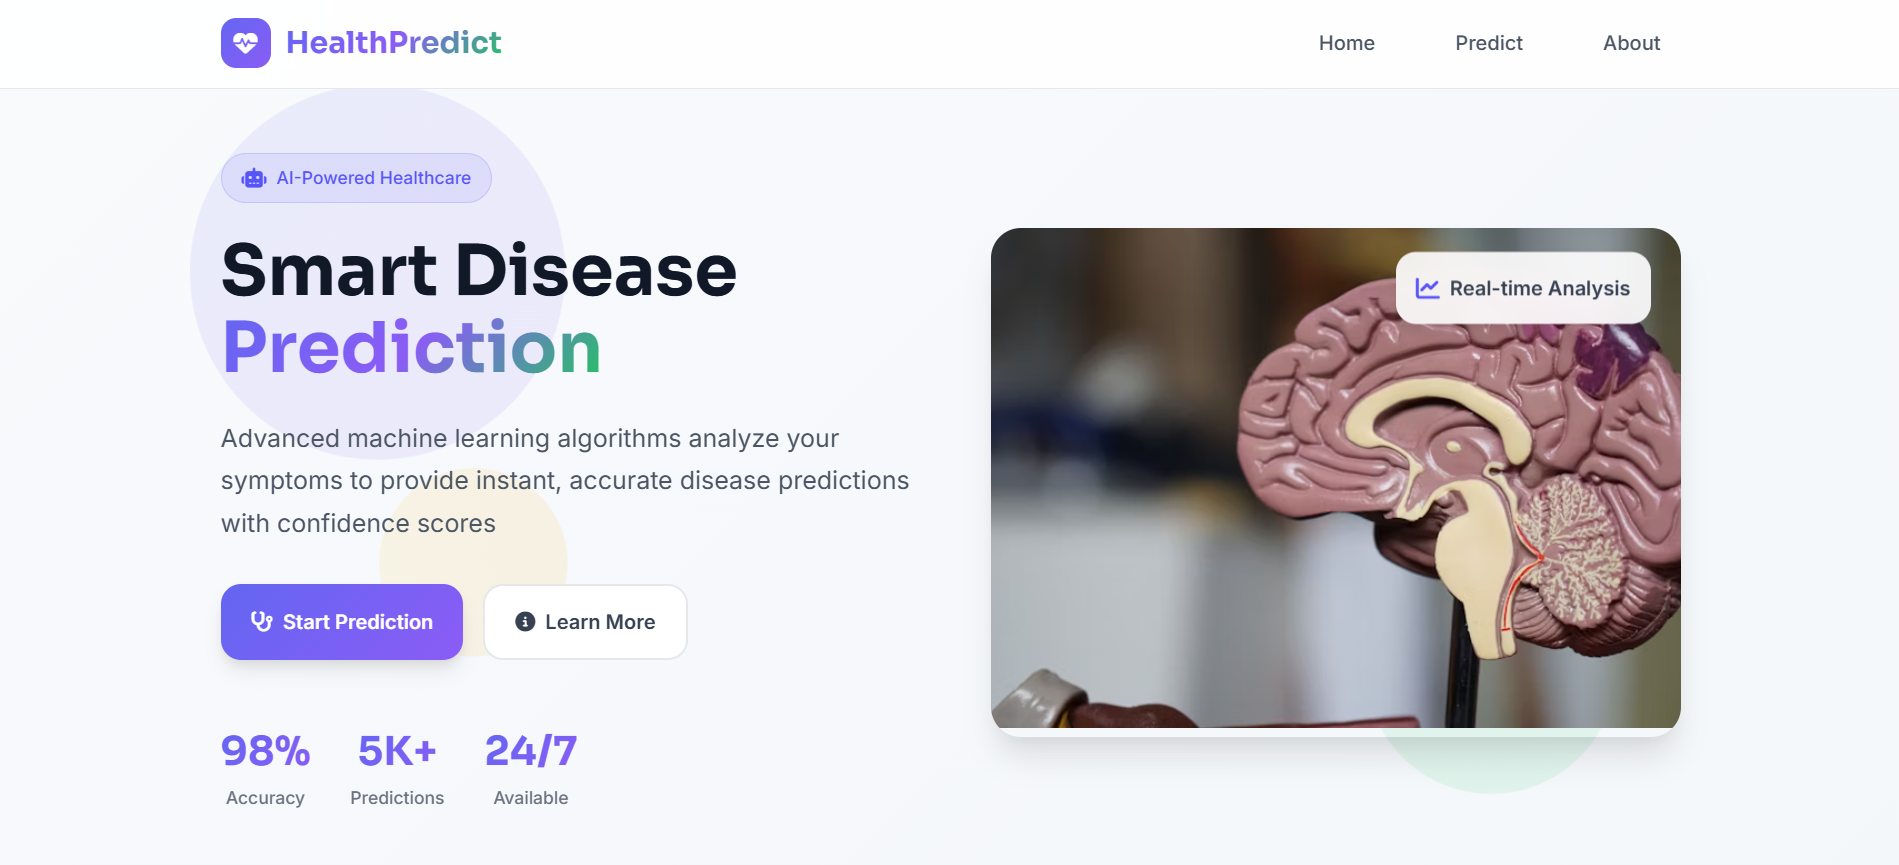 HealthPredict
Home
Predict
About
AI-Powered Healthcare
Smart Disease
Prediction
Advanced machine learning algorithms analyze your
symptoms to provide instant, accurate disease predictions
with confidence scores
Start Prediction
Learn More
98%
Accuracy
5K+
Predictions
24/7
Available
Real-time Analysis